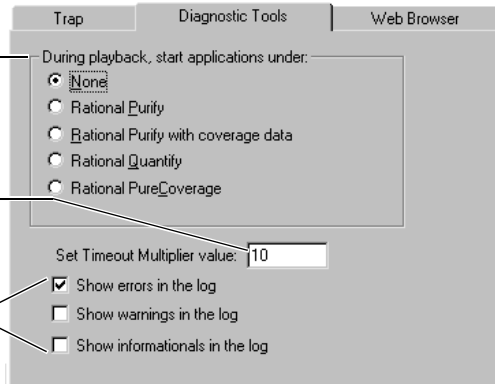 Trap
Diagnostic Tools
Web Browser
During playback, start applications under:
None
Rational Purify
Rational Purify with coverage data
Rational Quantify
Rational PureCoverage
Set Timeout Multiplier value: 10
Show errors in the log
Show warnings in the log
Show informationals in the log